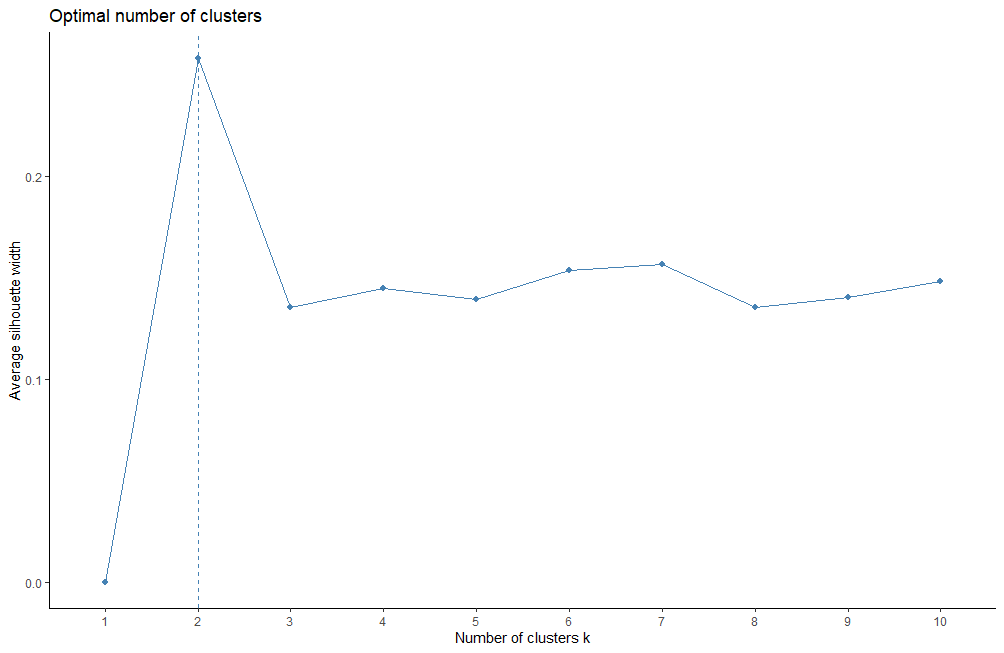 Optimal number of clusters
Average silhouette width
0.2
0.1
0.0
1 2 3 4 5 6 7 8 9 10
Number of clusters k